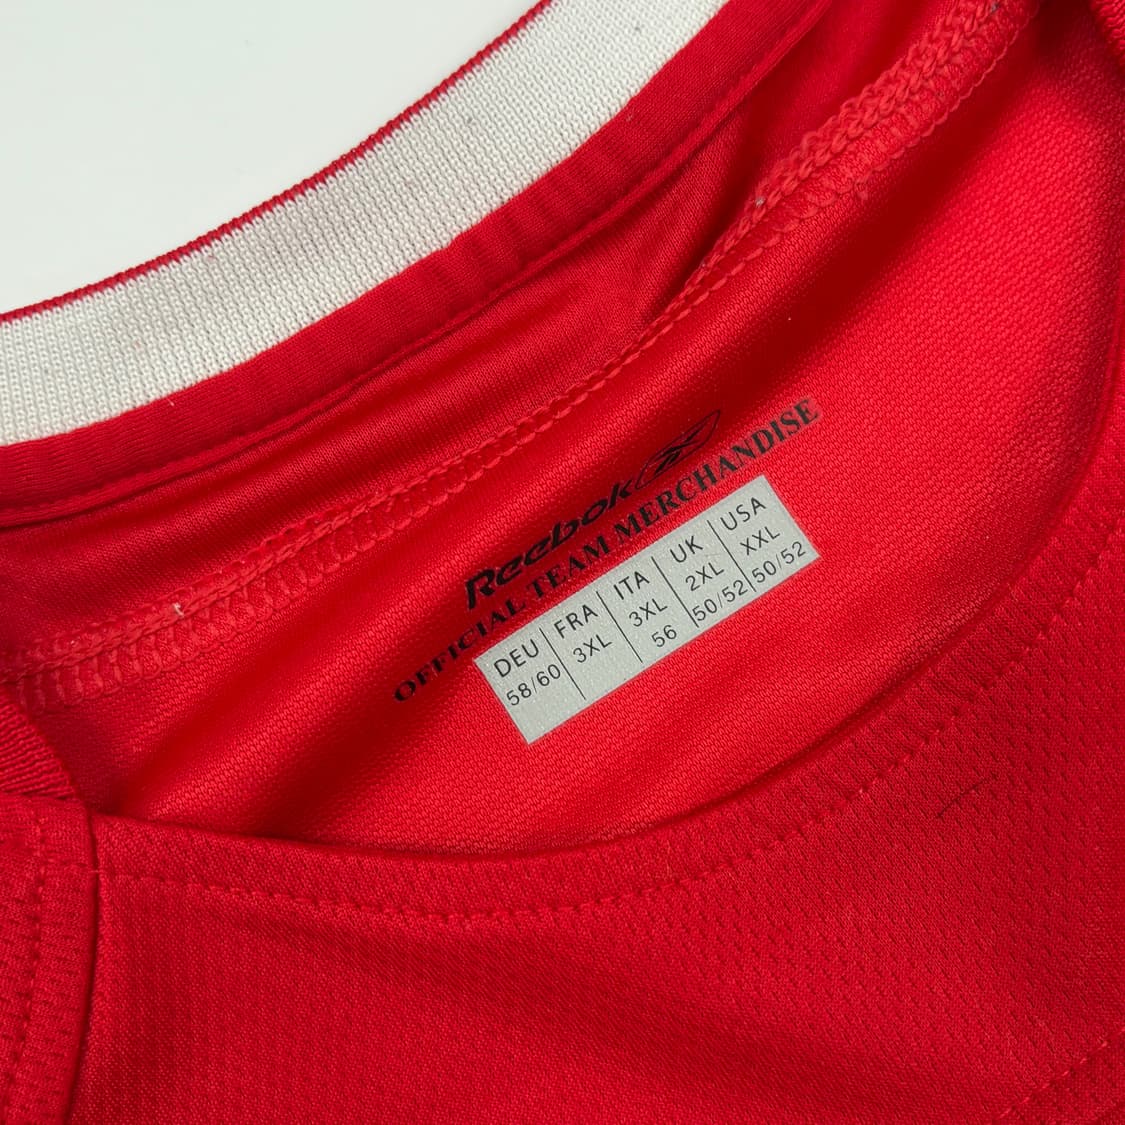 Reebok
OFFICIAL TEAM MERCHANDISE
DEU FRA ITA UK USA
58/60 3XL 3XL 2XL XXL
56 50/52 50/52